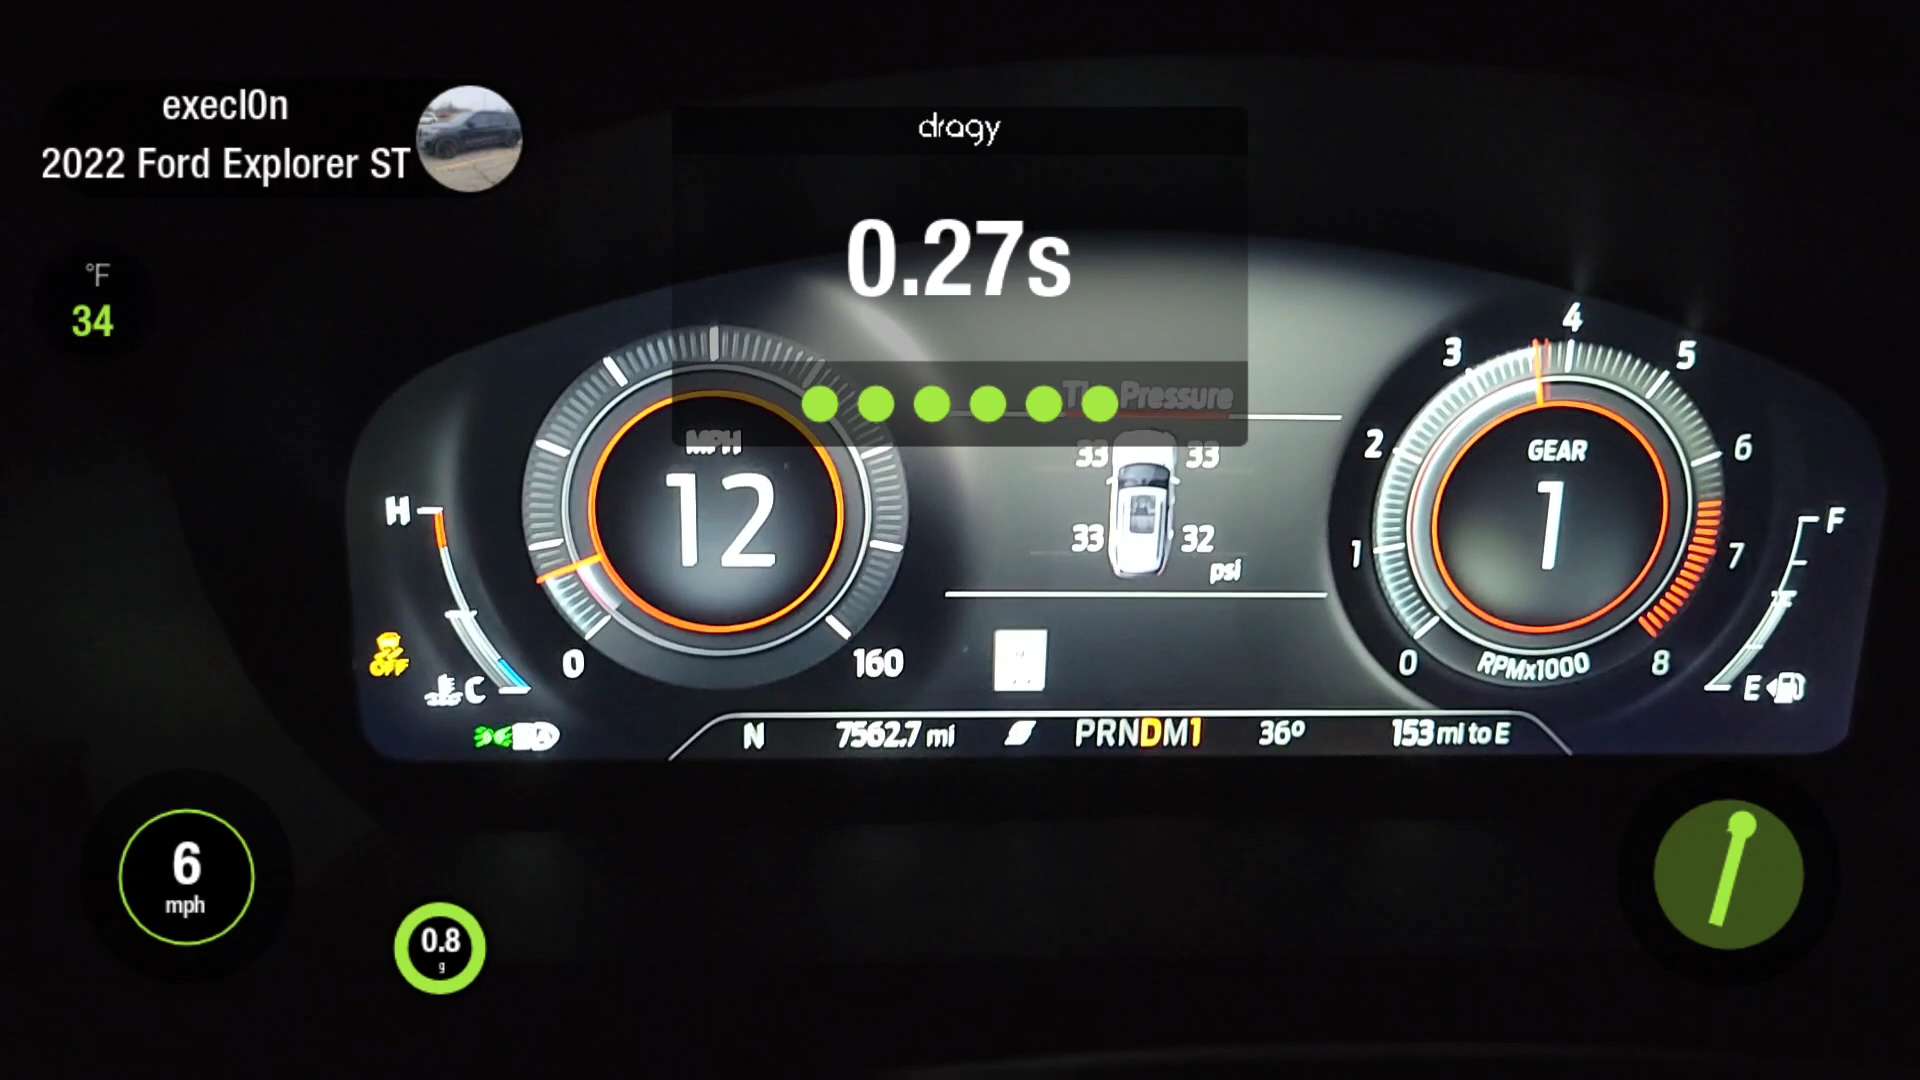 execl0n
2022 Ford Explorer ST
dragy
0.27s
°F
34
Tire Pressure
MPH
12
33 33
33 32
psi
0 160
H
C
OFF
GEAR
1
0 1 2 3 4 5 6 7 8
RPMx1000
F
E
N 7562.7 mi PRNDM1 36° 153 mi to E
6
mph
0.8
g